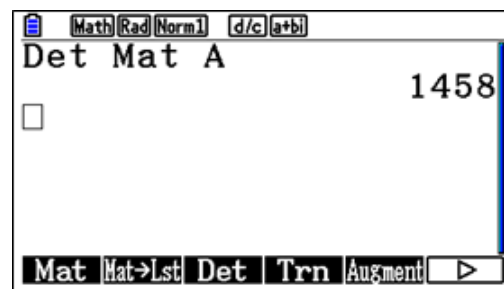 Math Rad Norm1 d/c a+bi
Det Mat A
1458
Mat Mat→Lst Det Trn Augment ▷